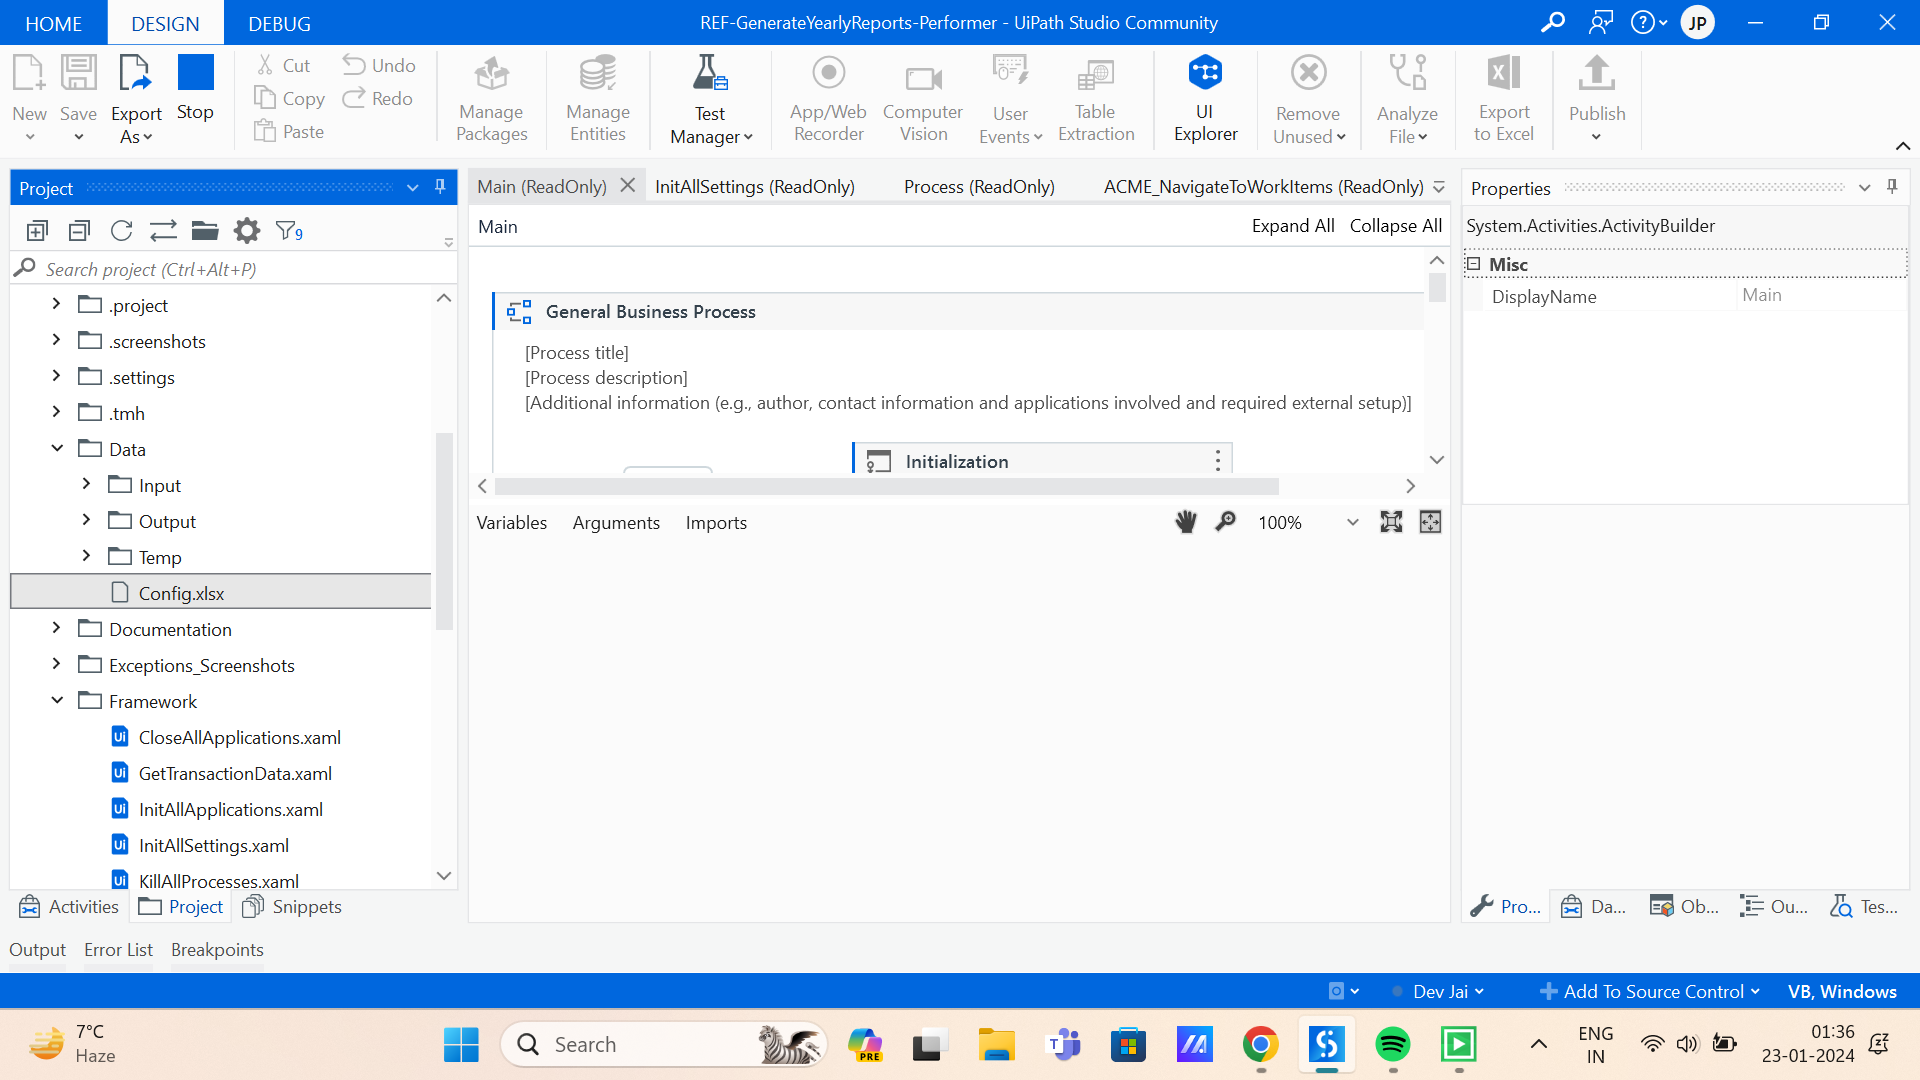 HOME DESIGN DEBUG
REF-GenerateYearlyReports-Performer - UiPath Studio Community
JP
New
Save
Export As
Stop
Cut
Copy
Paste
Undo
Redo
Manage Packages
Manage Entities
Test Manager
App/Web Recorder
Computer Vision
User Events
Table Extraction
UI Explorer
Remove Unused
Analyze File
Export to Excel
Publish
Project
9
Search project (Ctrl+Alt+P)
.project
.screenshots
.settings
.tmh
Data
Input
Output
Temp
Config.xlsx
Documentation
Exceptions_Screenshots
Framework
CloseAllApplications.xaml
GetTransactionData.xaml
InitAllApplications.xaml
InitAllSettings.xaml
KillAllProcesses.xaml
Activities Project Snippets
Main (ReadOnly) InitAllSettings (ReadOnly) Process (ReadOnly) ACME_NavigateToWorkItems (ReadOnly)
Main Expand All Collapse All
General Business Process
[Process title]
[Process description]
[Additional information (e.g., author, contact information and applications involved and required external setup)]
Initialization
Variables Arguments Imports 100%
Properties
System.Activities.ActivityBuilder
Misc
DisplayName Main
Pro... Da... Ob... Ou... Tes...
Output Error List Breakpoints
Dev Jai Add To Source Control VB, Windows
7°C
Haze
Search
PRE
ENG
IN
01:36
23-01-2024